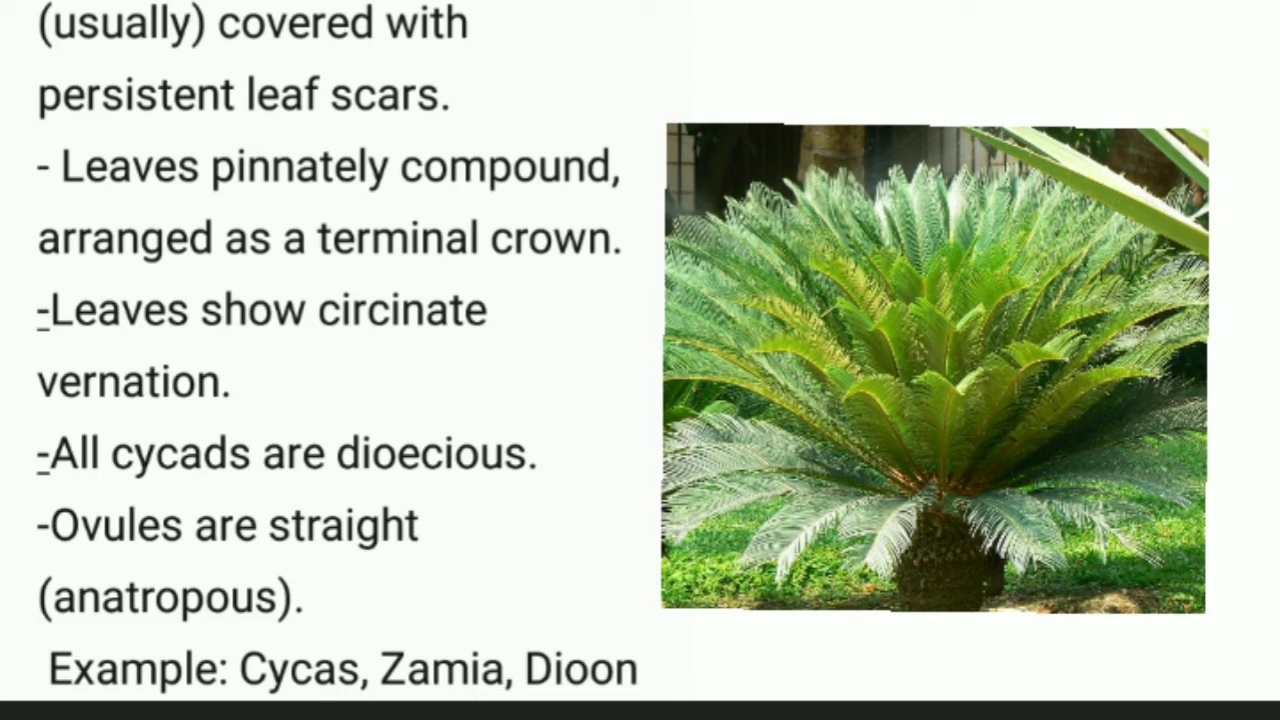 (usually) covered with
persistent leaf scars.
- Leaves pinnately compound,
arranged as a terminal crown.
-Leaves show circinate
vernation.
-All cycads are dioecious.
-Ovules are straight
(anatropous).
Example: Cycas, Zamia, Dioon